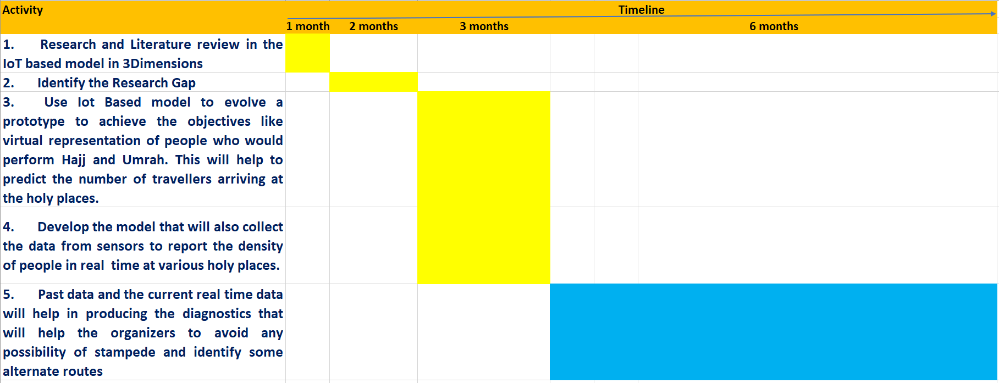 Activity
Timeline
1 month 2 months 3 months 6 months
1. Research and Literature review in the
IoT based model in 3Dimensions
2. Identify the Research Gap
3. Use Iot Based model to evolve a
prototype to achieve the objectives like
virtual representation of people who would
perform Hajj and Umrah. This will help to
predict the number of travellers arriving at
the holy places.
4. Develop the model that will also collect
the data from sensors to report the density
of people in real time at various holy places.
5. Past data and the current real time data
will help in producing the diagnostics that
will help the organizers to avoid any
possibility of stampede and identify some
alternate routes